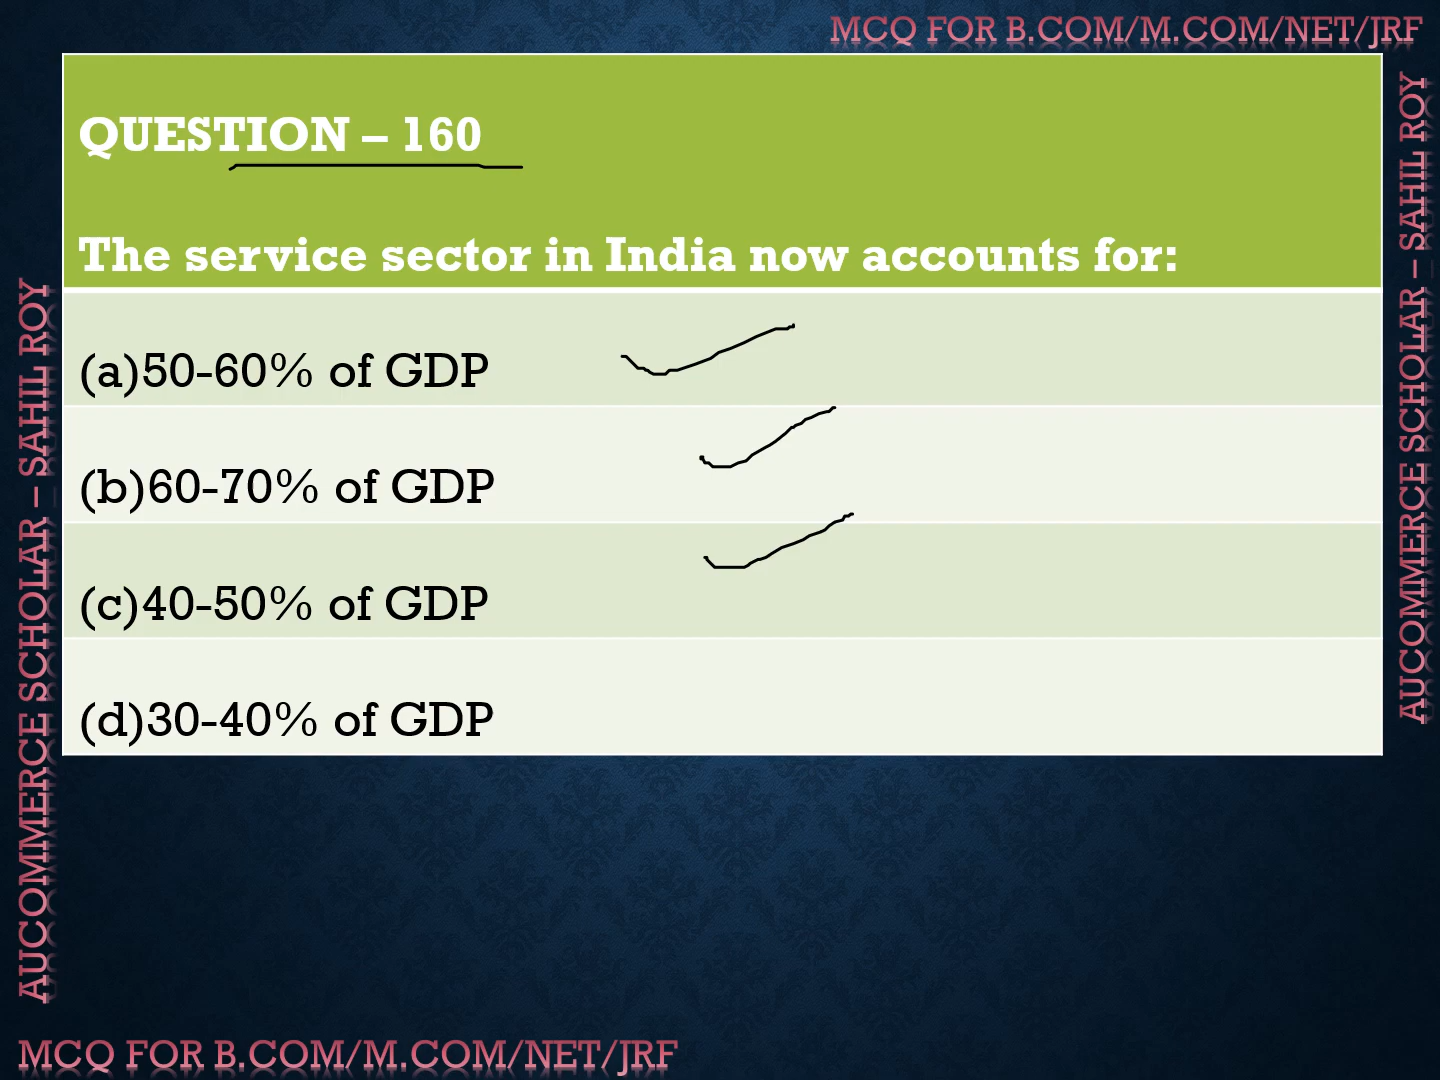 MCQ FOR B.COM/M.COM/NET/JRF
QUESTION – 160
The service sector in India now accounts for:
(a)50-60% of GDP
(b)60-70% of GDP
(c)40-50% of GDP
(d)30-40% of GDP
AUCOMMERCE SCHOLAR – SAHIL ROY
AUCOMMERCE SCHOLAR – SAHIL ROY
MCQ FOR B.COM/M.COM/NET/JRF